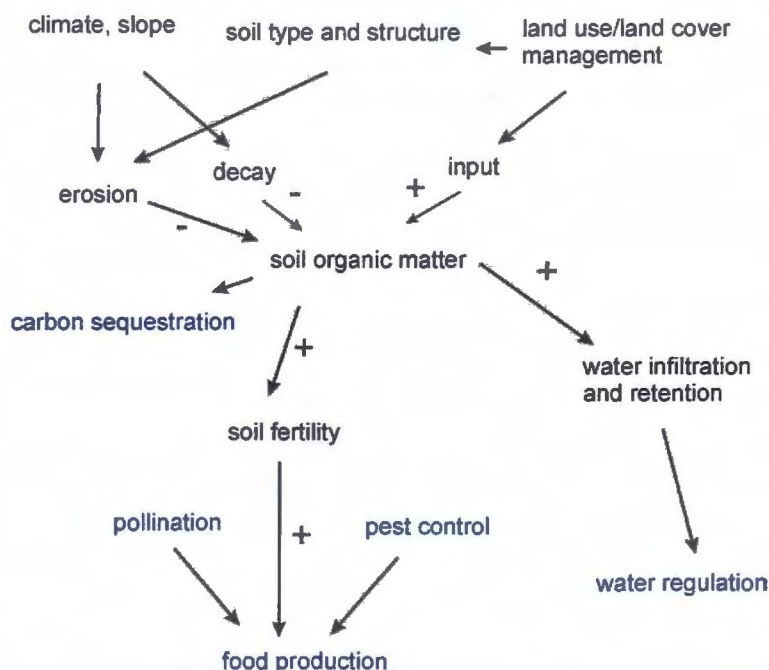 climate, slope
soil type and structure
land use/land cover
management
erosion
decay
input
-
-
+
soil organic matter
+
carbon sequestration
+
water infiltration
and retention
soil fertility
pollination
+
pest control
water regulation
food production